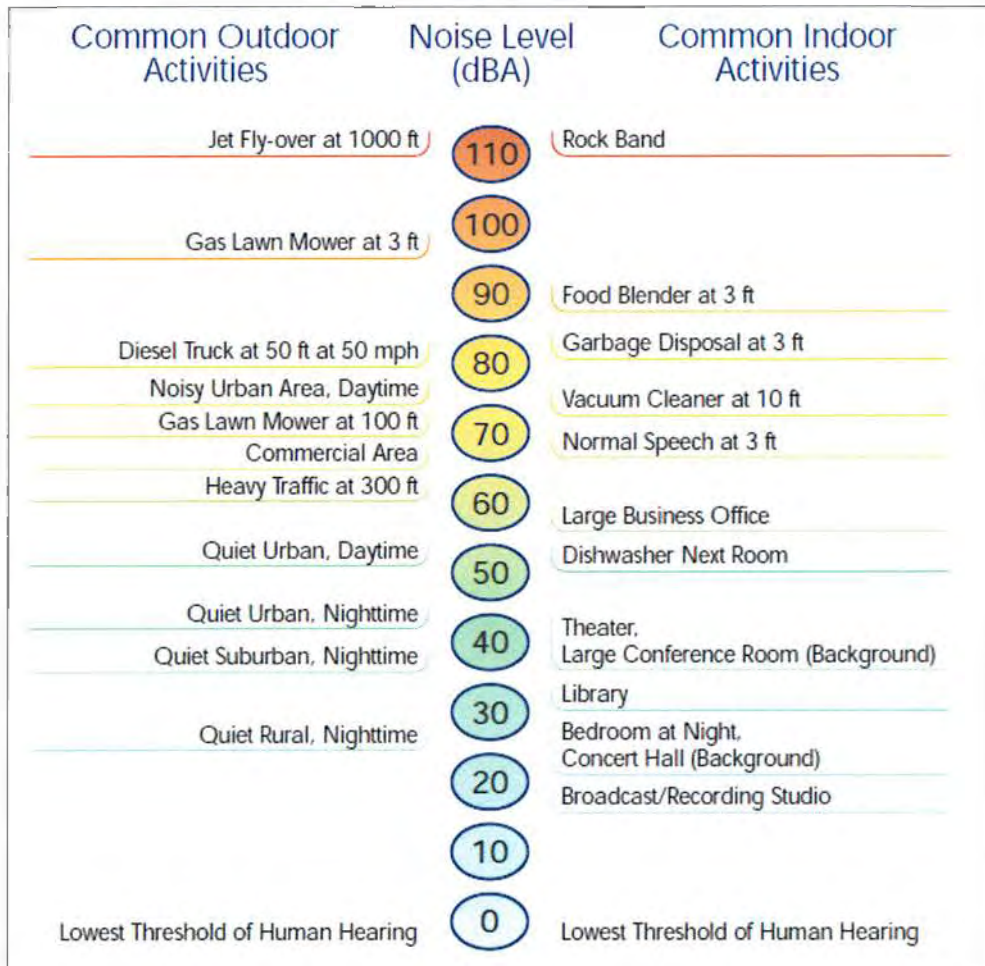 Common Outdoor Activities
Noise Level (dBA)
Common Indoor Activities
Jet Fly-over at 1000 ft
110
Rock Band
100
Gas Lawn Mower at 3 ft
90
Food Blender at 3 ft
Diesel Truck at 50 ft at 50 mph
80
Garbage Disposal at 3 ft
Noisy Urban Area, Daytime
Vacuum Cleaner at 10 ft
Gas Lawn Mower at 100 ft
70
Normal Speech at 3 ft
Commercial Area
Heavy Traffic at 300 ft
60
Large Business Office
Quiet Urban, Daytime
50
Dishwasher Next Room
Quiet Urban, Nighttime
40
Theater,
Large Conference Room (Background)
Quiet Suburban, Nighttime
Library
30
Quiet Rural, Nighttime
Bedroom at Night,
Concert Hall (Background)
20
Broadcast/Recording Studio
10
Lowest Threshold of Human Hearing
0
Lowest Threshold of Human Hearing